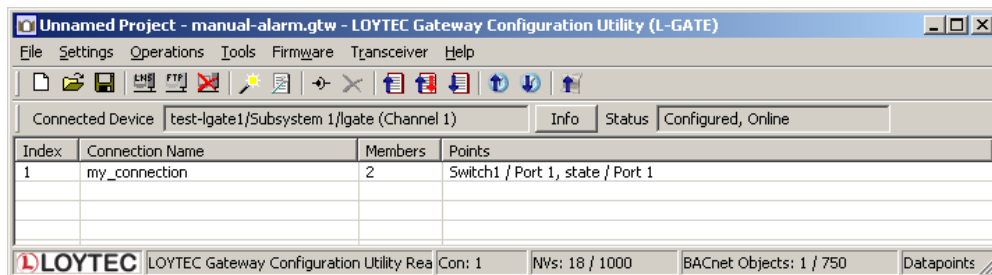 Unnamed Project - manual-alarm.gtw - LOYTEC Gateway Configuration Utility (L-GATE)
File Settings Operations Tools Firmware Transceiver Help
LNS FTP
Connected Device test-lgate1/Subsystem 1/lgate (Channel 1) Info Status Configured, Online
Index Connection Name Members Points
1 my_connection 2 Switch1 / Port 1, state / Port 1
LOYTEC LOYTEC Gateway Configuration Utility Rea Con: 1 NVs: 18 / 1000 BACnet Objects: 1 / 750 Datapoints